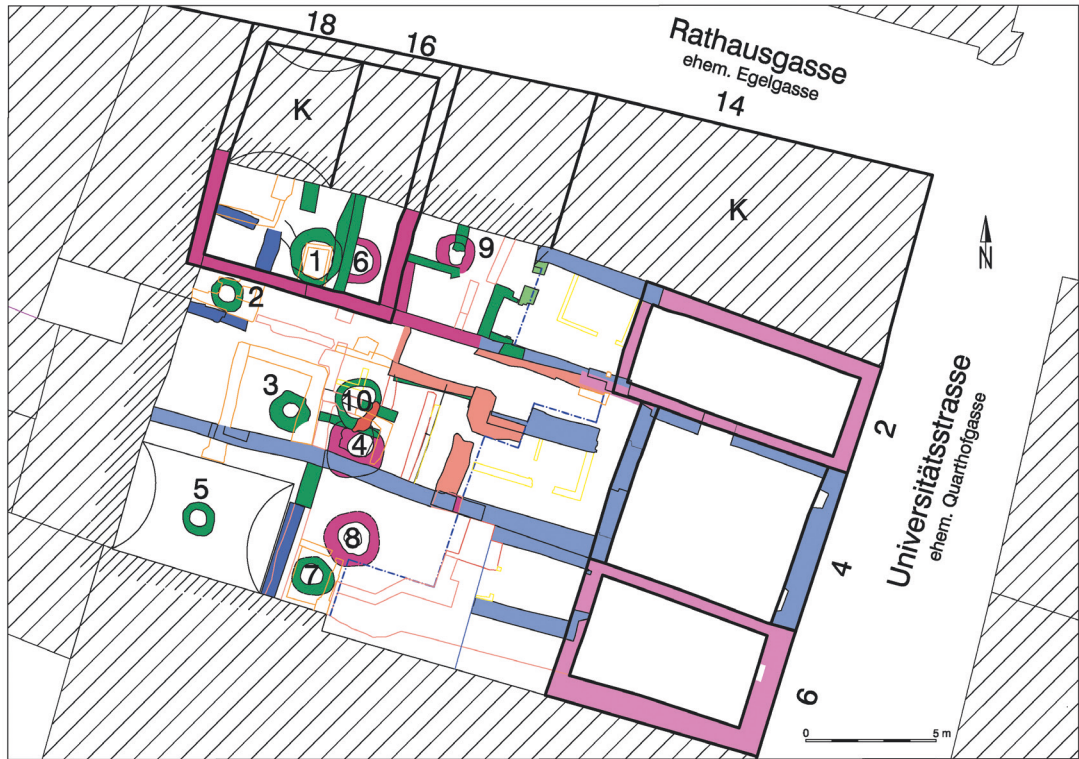 18
16
Rathausgasse
ehem. Egelgasse
14
K
K
N
1
6
9
2
3
10
4
5
8
7
2
Universitätsstrasse
ehem. Quarthofgasse
4
6
0 5 m